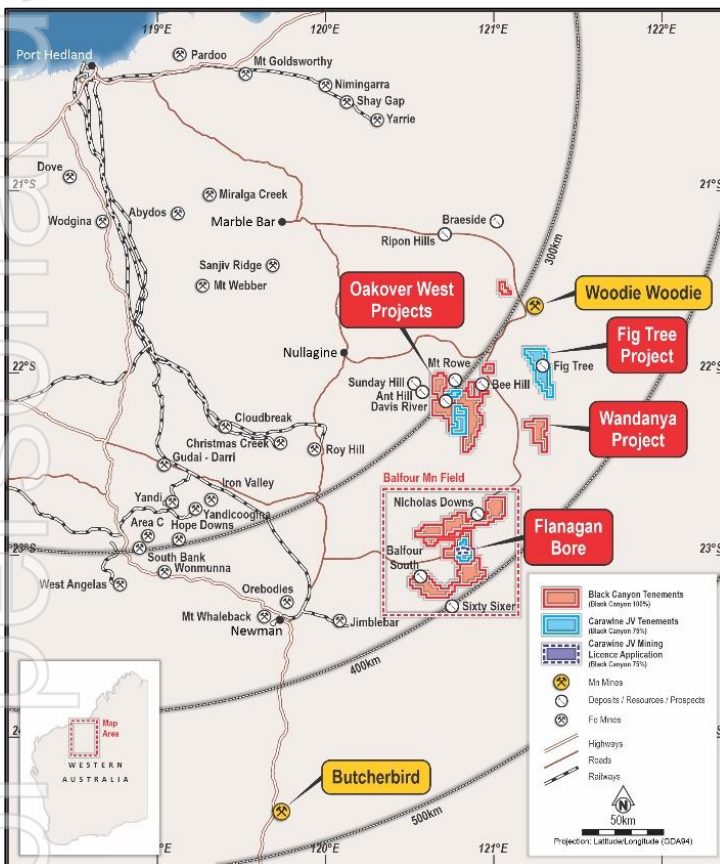 119°E
120°E
121°E
122°E
Port Hedland
Pardoo
Mt Goldsworthy
Nimingarra
Shay Gap
Yarrie
Dove
21°S
Miralga Creek
Abydos
Wodgina
Marble Bar
Braeside
Ripon Hills
300km
Sanjiv Ridge
Mt Webber
Oakover West
Projects
Woodie Woodie
Fig Tree
Project
Nullagine
22°S
Mt Rowe
Fig Tree
Sunday Hill
Bee Hill
Ant Hill
Davis River
Wandanya
Project
Cloudbreak
Christmas Creek
Roy Hill
Gudai - Darri
Iron Valley
Balfour Mn Field
Yandi
Yandicoogina
Nicholas Downs
Area C
Hope Downs
Flanagan
Bore
23°S
23°S
South Bank
Balfour
South
Wonmunna
West Angelas
Orebodies
Sixty Sixer
Mt Whaleback
Jimblebar
Newman
400km
Black Canyon Tenements
(Black Canyon 100%)
Carawine JV Tenements
(Black Canyon 75%)
Carawine JV Mining
Licence Application
(Black Canyon 75%)
Mn Mines
Deposits / Resources / Prospects
Fe Mines
Highways
Roads
Railways
N
50km
Projection: Latitude/Longitude (GDA94)
Map
Area
WESTERN
AUSTRALIA
Butcherbird
500km
119°E
120°E
121°E